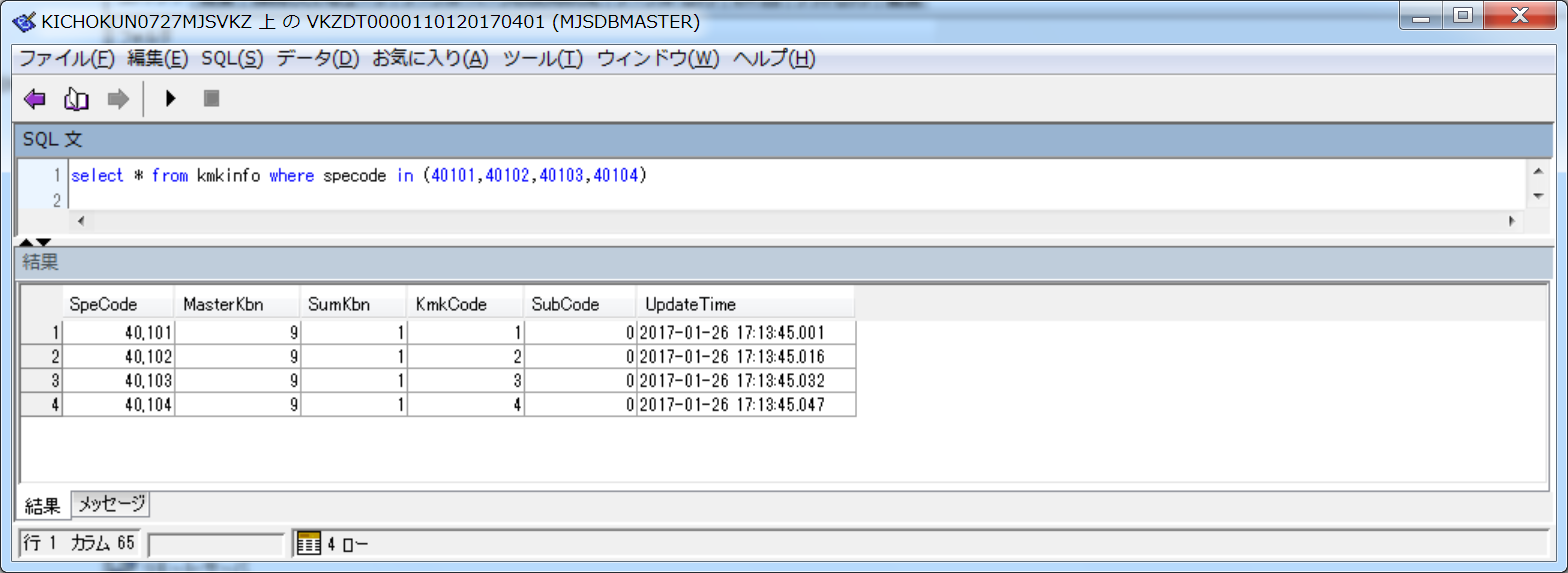 KICHOKUN0727MJSVKZ 上 の VKZDT0000110120170401 (MJSDBMASTER)
ファイル(F) 編集(E) SQL(S) データ(D) お気に入り(A) ツール(T) ウィンドウ(W) ヘルプ(H)
SQL 文
1 select * from kmkinfo where specode in (40101,40102,40103,40104)
2
結果
SpeCode MasterKbn SumKbn KmkCode SubCode UpdateTime
1 40,101 9 1 1 0 2017-01-26 17:13:45.001
2 40,102 9 1 2 0 2017-01-26 17:13:45.016
3 40,103 9 1 3 0 2017-01-26 17:13:45.032
4 40,104 9 1 4 0 2017-01-26 17:13:45.047
結果 メッセージ
行 1 カラム 65 4 ロー